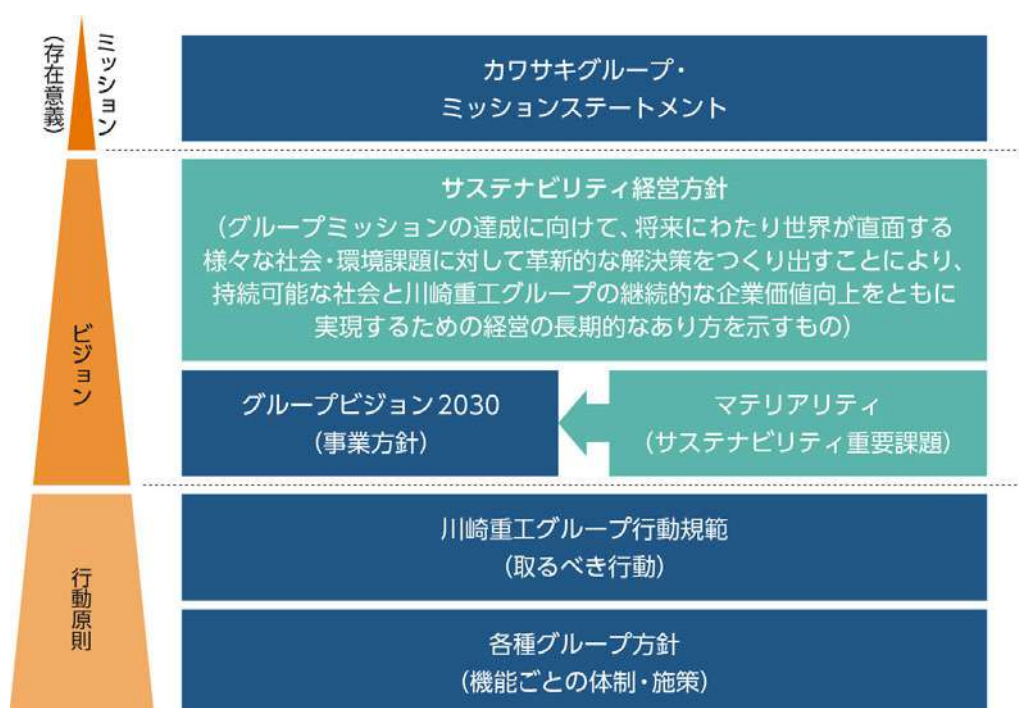 ミッション
（存在意義）
カワサキグループ・
ミッションステートメント
ビジョン
サステナビリティ経営方針
（グループミッションの達成に向けて、将来にわたり世界が直面する
様々な社会・環境課題に対して革新的な解決策をつくり出すことにより、
持続可能な社会と川崎重工グループの継続的な企業価値向上をともに
実現するための経営の長期的なあり方を示すもの）
グループビジョン2030
（事業方針）
マテリアリティ
（サステナビリティ重要課題）
行動原則
川崎重工グループ行動規範
（取るべき行動）
各種グループ方針
（機能ごとの体制・施策）